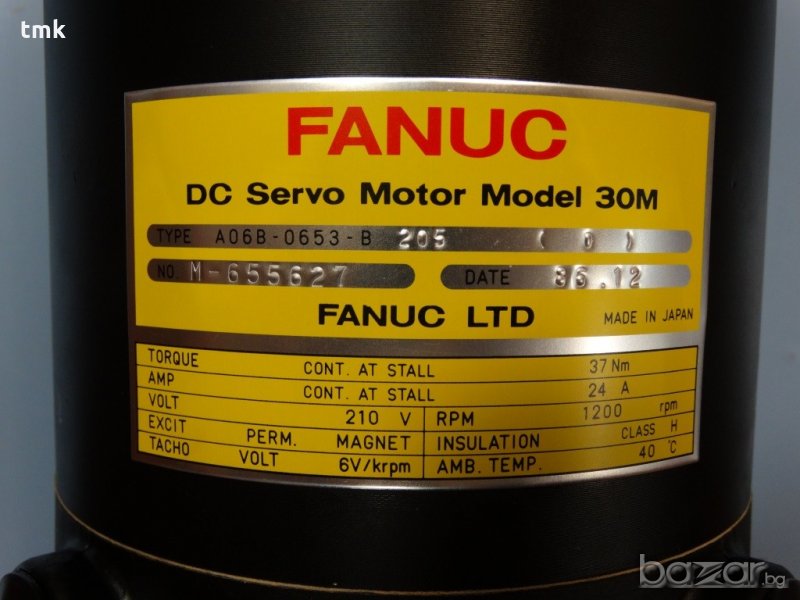 tmk
FANUC
DC Servo Motor Model 30M
TYPE A06B-0653-B 205 ( 0 )
NO. M-655627 DATE 86.12
FANUC LTD MADE IN JAPAN
TORQUE CONT. AT STALL 37 Nm
AMP CONT. AT STALL 24 A
VOLT 210 V RPM 1200 rpm
EXCIT PERM. MAGNET INSULATION CLASS H
TACHO VOLT 6V/krpm AMB. TEMP. 40 ℃
bazar.bg